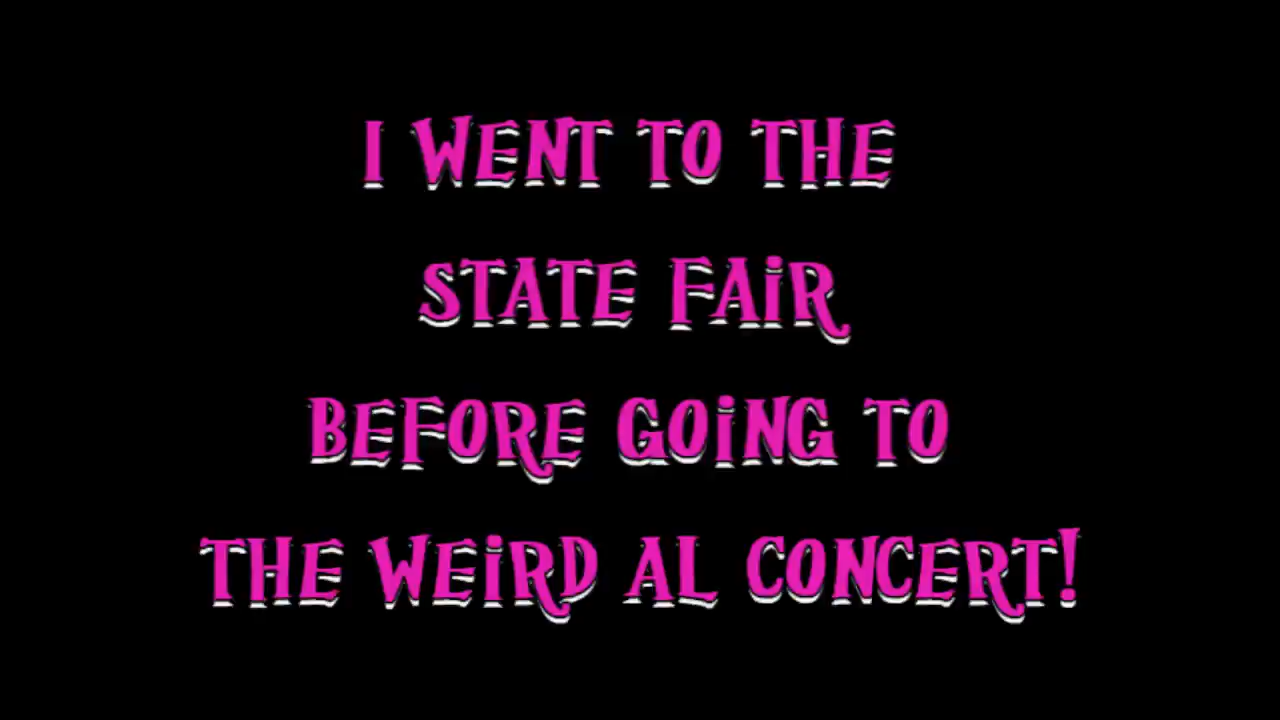 I WENT TO THE
STATE FAIR
BEFORE GOING TO
THE WEIRD AL CONCERT!